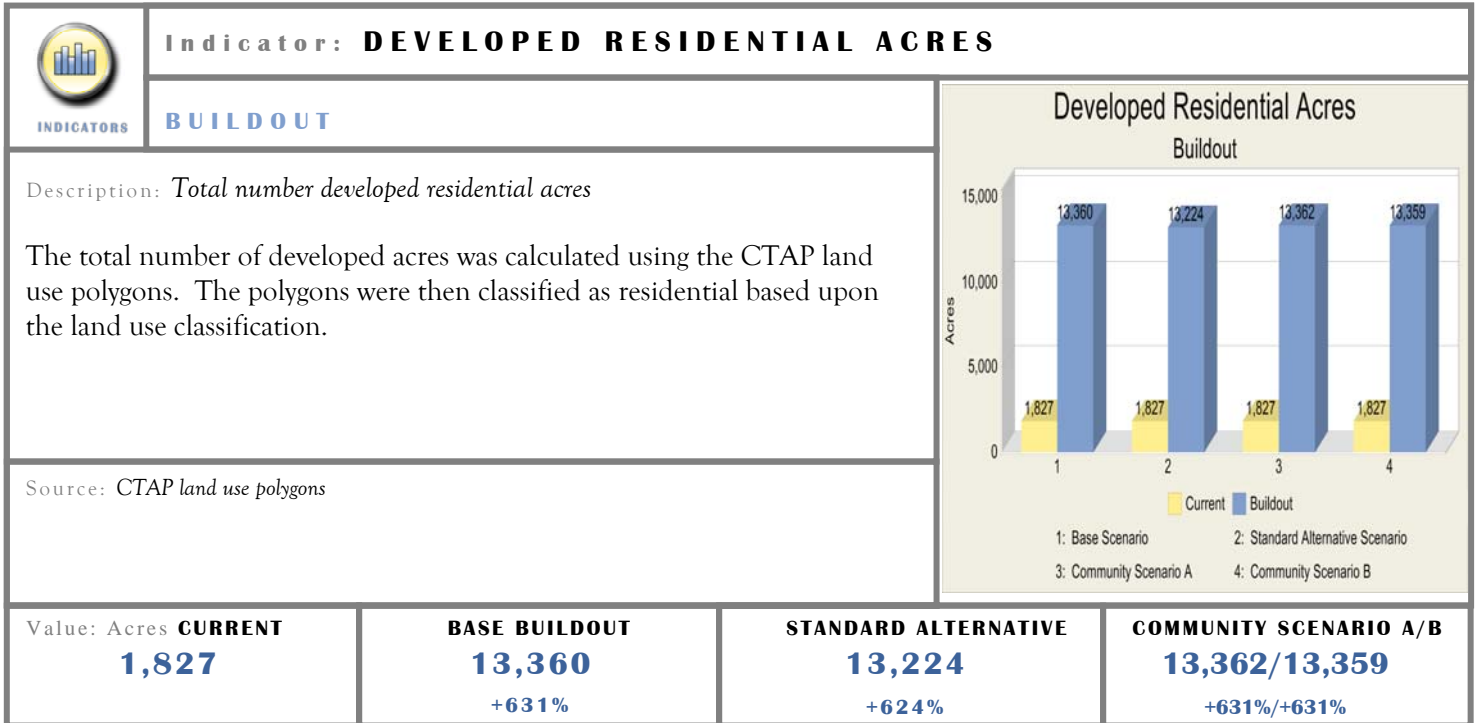 INDICATORS
Indicator: DEVELOPED RESIDENTIAL ACRES
BUILDOUT
Description: Total number developed residential acres
The total number of developed acres was calculated using the CTAP land
use polygons. The polygons were then classified as residential based upon
the land use classification.
Source: CTAP land use polygons
Developed Residential Acres
Buildout
Acres
15,000
10,000
5,000
0
13,360
13,224
13,362
13,359
1,827
1,827
1,827
1,827
1
2
3
4
Current Buildout
1: Base Scenario 2: Standard Alternative Scenario
3: Community Scenario A 4: Community Scenario B
Value: Acres CURRENT
1,827
BASE BUILDOUT
13,360
+631%
STANDARD ALTERNATIVE
13,224
+624%
COMMUNITY SCENARIO A/B
13,362/13,359
+631%/+631%